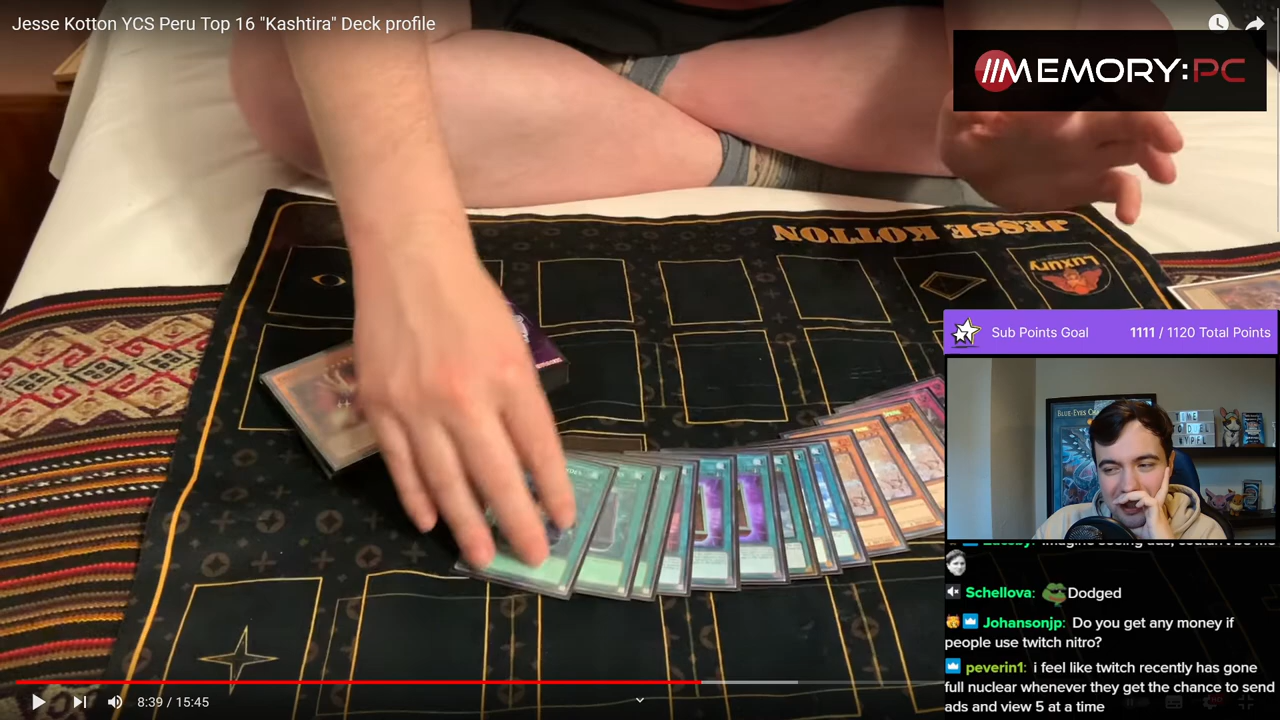 Jesse Kotton YCS Peru Top 16 "Kashtira" Deck profile
MEMORY:PC
JESSE KOTTON
Luxury
Sub Points Goal 1111 / 1120 Total Points
BLUE-EYES
Schellova: Dodged
Johansonjp: Do you get any money if
people use twitch nitro?
peverin1: i feel like twitch recently has gone
full nuclear whenever they get the chance to send
ads and view 5 at a time
8:39 / 15:45